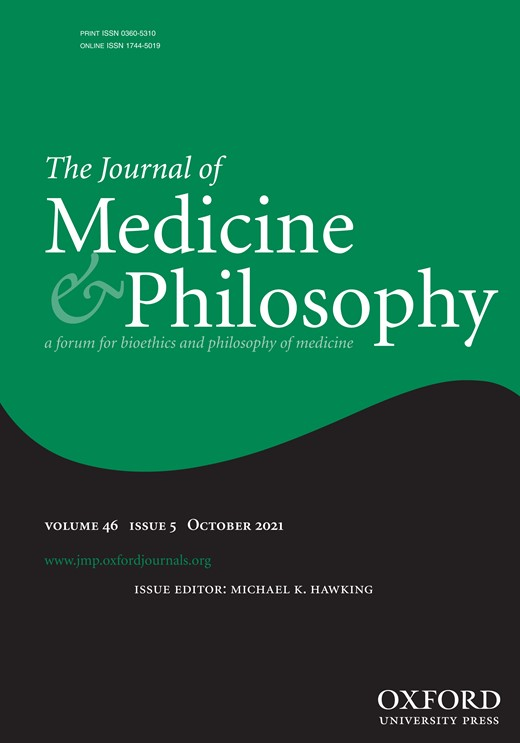 PRINT ISSN 0360-5310
ONLINE ISSN 1744-5019
The Journal of
Medicine
& Philosophy
a forum for bioethics and philosophy of medicine
VOLUME 46 ISSUE 5 OCTOBER 2021
www.jmp.oxfordjournals.org
ISSUE EDITOR: MICHAEL K. HAWKING
OXFORD
UNIVERSITY PRESS